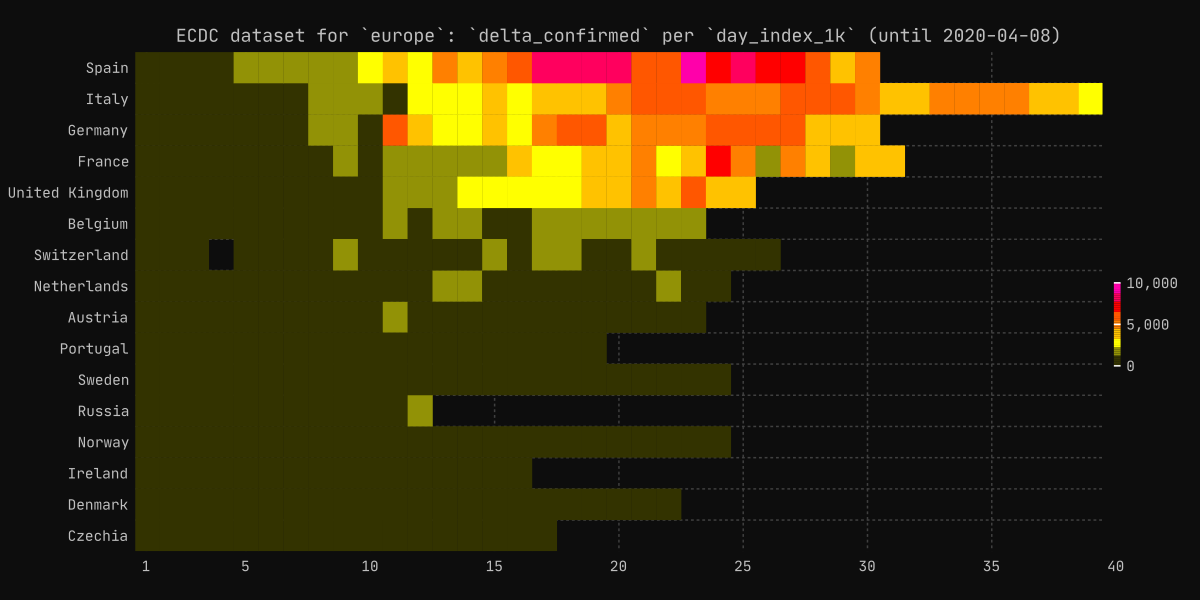 ECDC dataset for `europe`: `delta_confirmed` per `day_index_1k` (until 2020-04-08)
Spain
Italy
Germany
France
United Kingdom
Belgium
Switzerland
Netherlands
Austria
Portugal
Sweden
Russia
Norway
Ireland
Denmark
Czechia
10,000
5,000
0
1 5 10 15 20 25 30 35 40